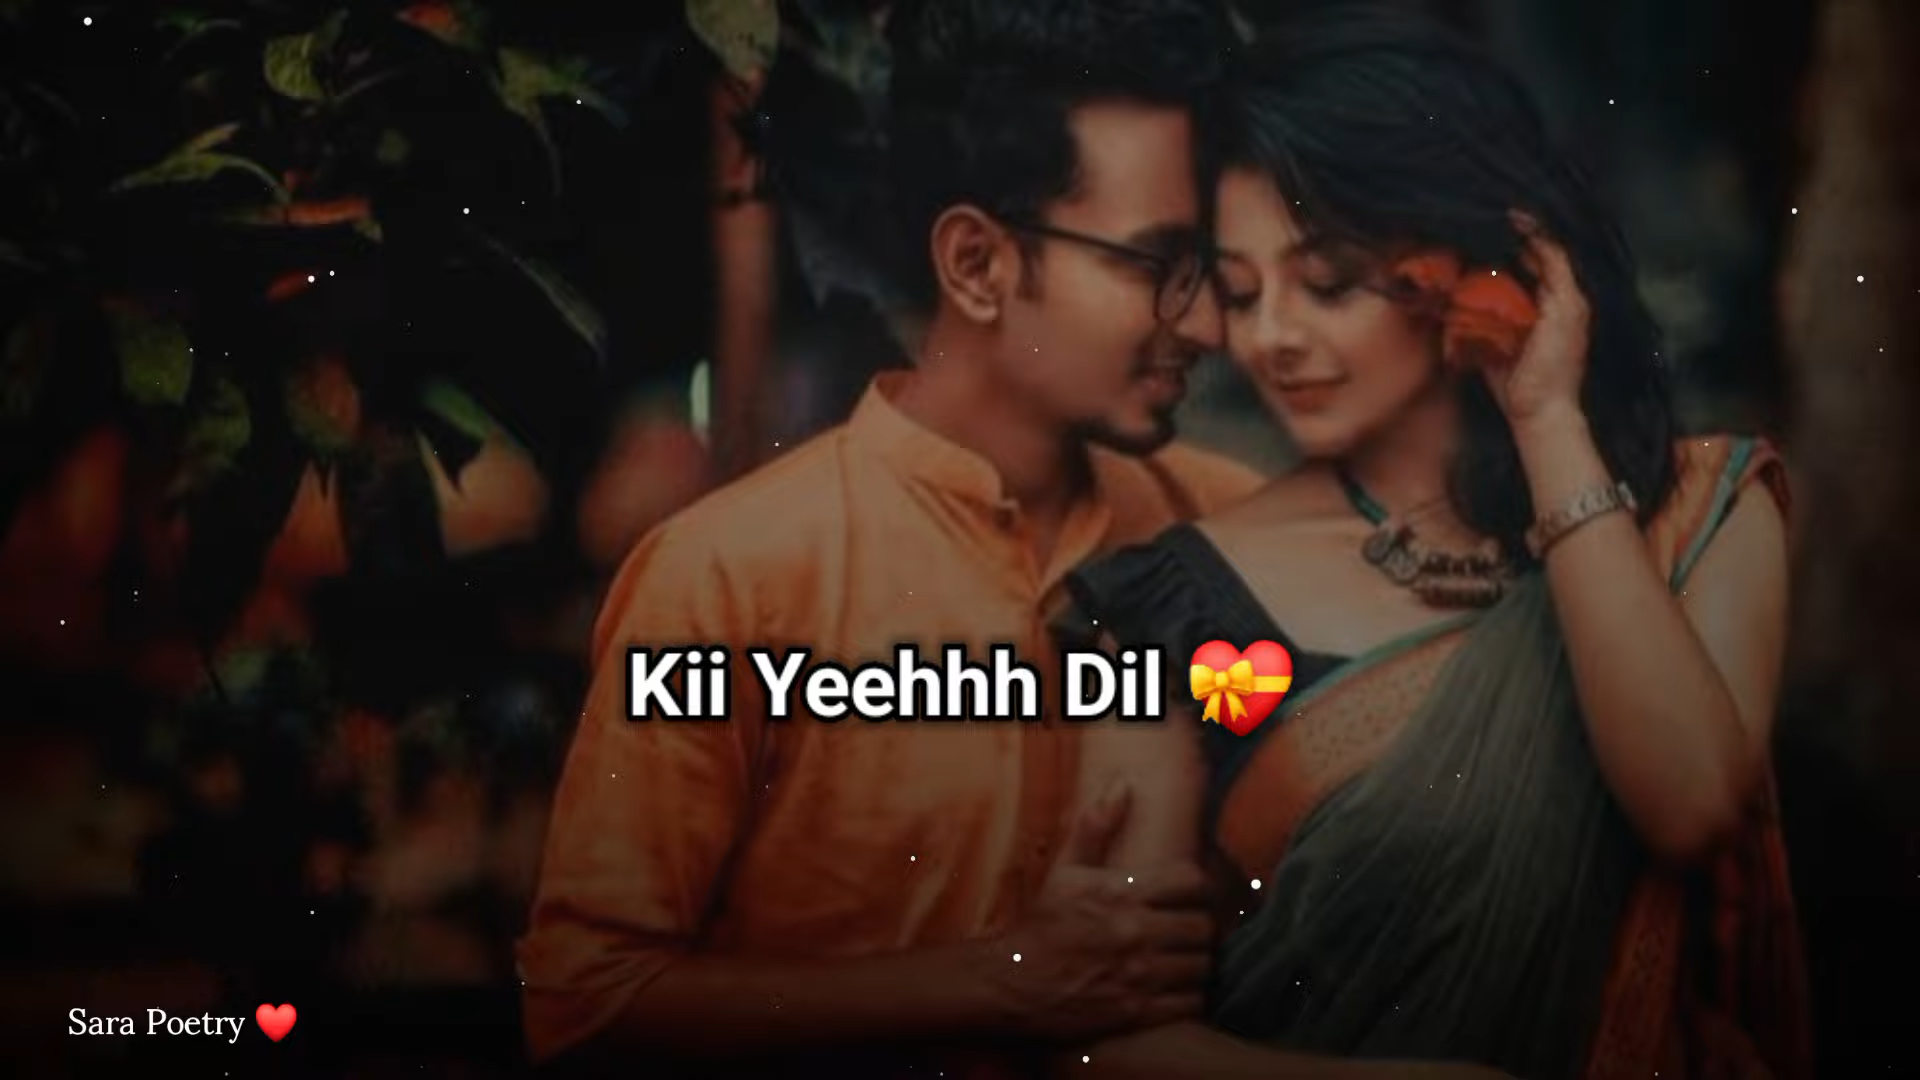 Kii Yeehhh Dil 💝
Sara Poetry ❤️